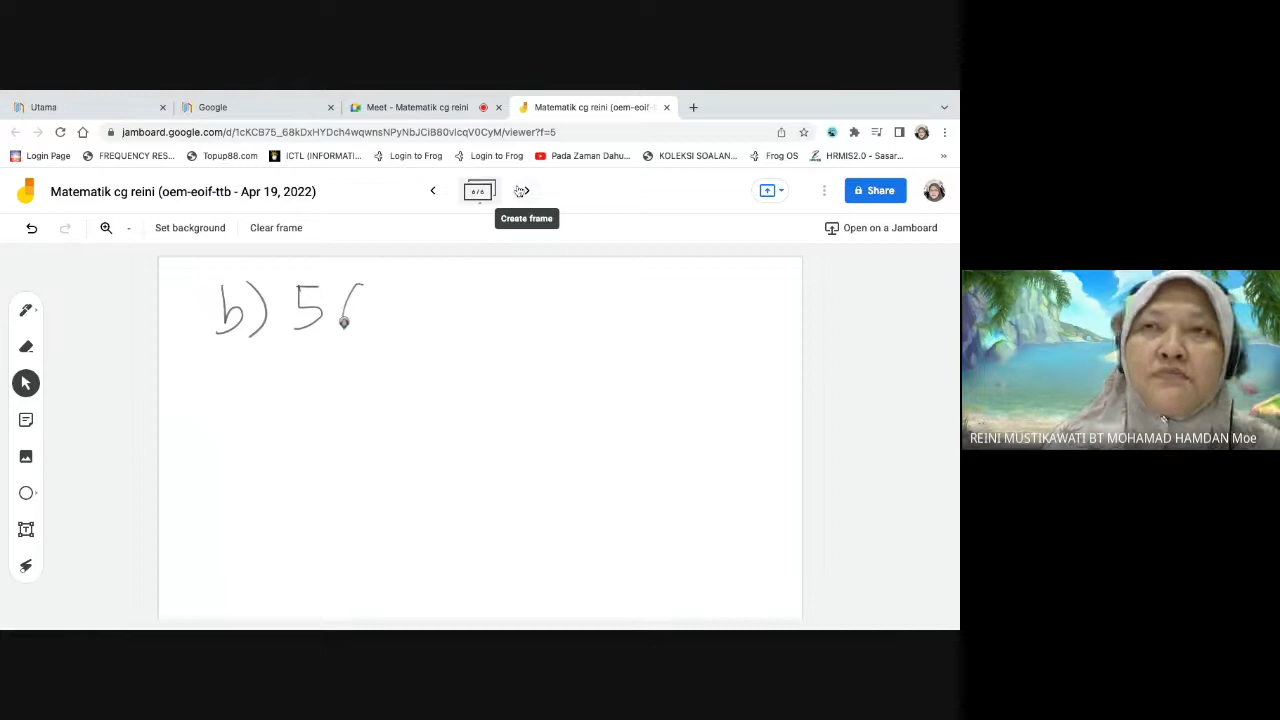 Utama
Google
Meet - Matematik cg reini
Matematik cg reini (oem-eoif-
jamboard.google.com/d/1cKCB75_68kDxHYDch4wqwnsNPyNbJCiB80vlcqV0CyM/viewer?f=5
Login Page
FREQUENCY RES...
Topup88.com
ICTL (INFORMATI...
Login to Frog
Login to Frog
Pada Zaman Dahu...
KOLEKSI SOALAN...
Frog OS
HRMIS2.0 - Sasar...
»
Matematik cg reini (oem-eoif-ttb - Apr 19, 2022)
6/6
Share
Create frame
Set background
Clear frame
Open on a Jamboard
b) 5 (
REINI MUSTIKAWATI BT MOHAMAD HAMDAN Moe